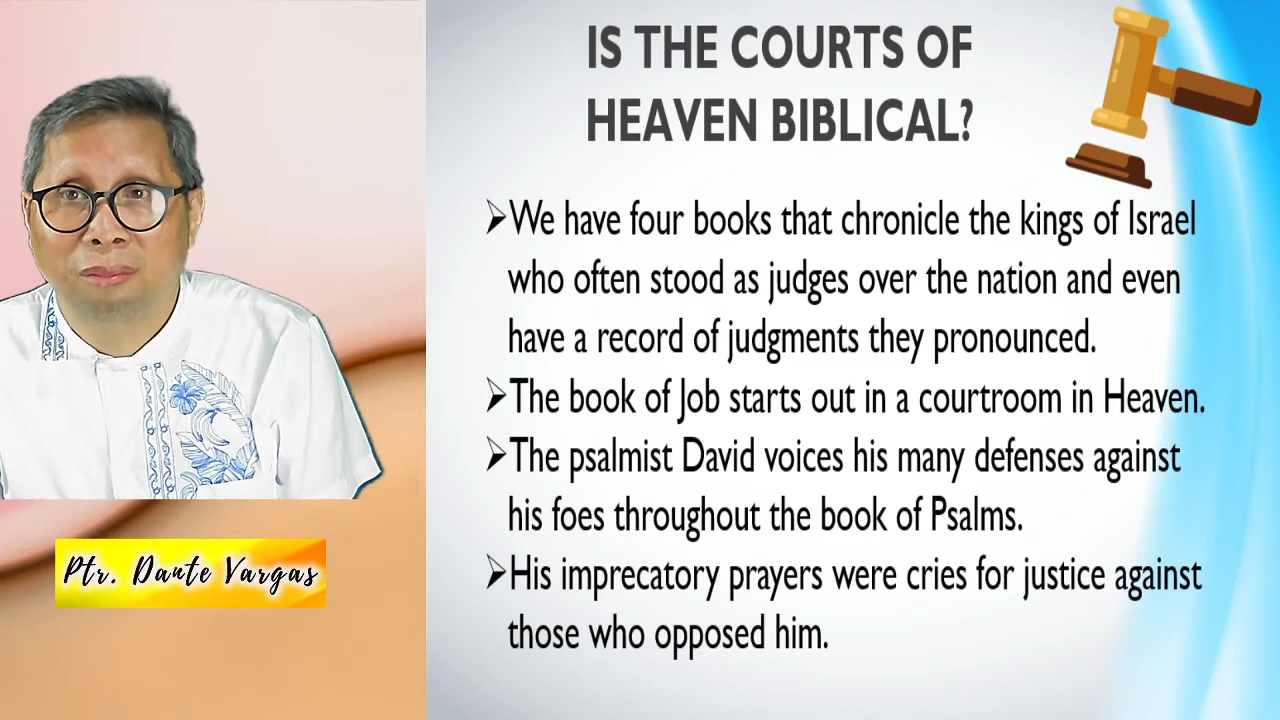 IS THE COURTS OF
HEAVEN BIBLICAL?
➢We have four books that chronicle the kings of Israel
who often stood as judges over the nation and even
have a record of judgments they pronounced.
➢The book of Job starts out in a courtroom in Heaven.
➢The psalmist David voices his many defenses against
his foes throughout the book of Psalms.
➢His imprecatory prayers were cries for justice against
those who opposed him.
Ptr. Dante Vargas